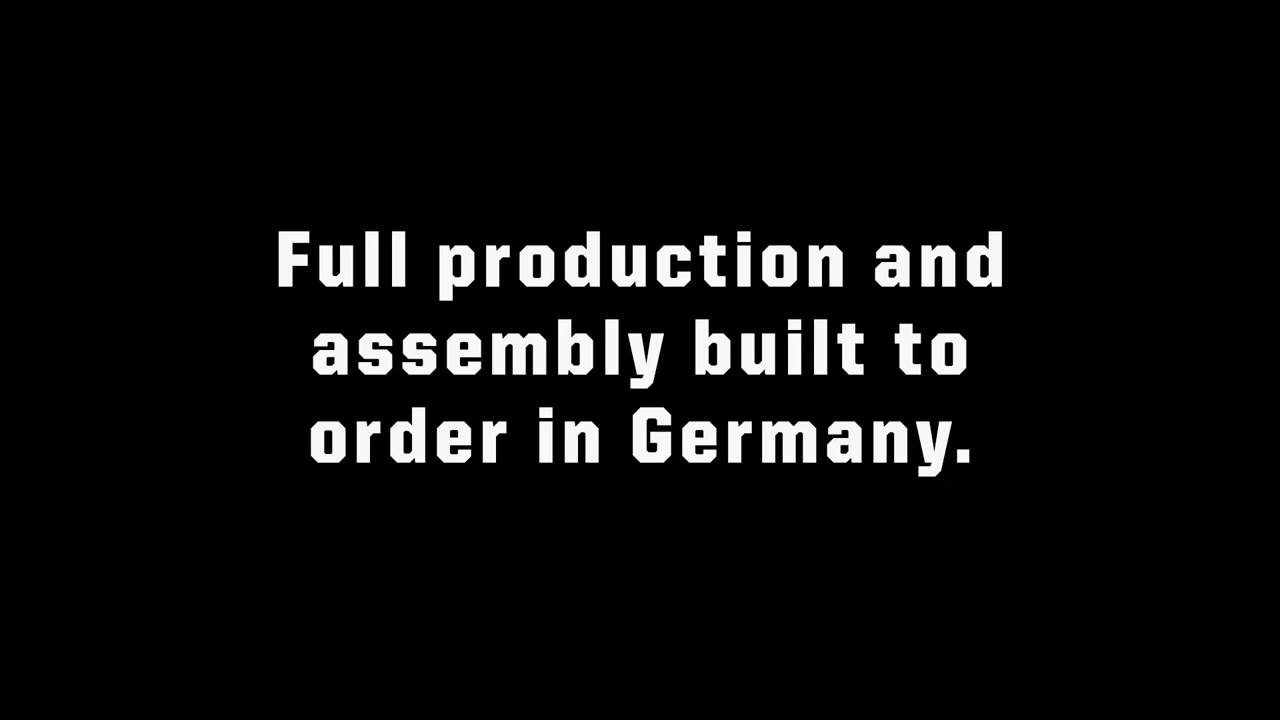 Full production and
assembly built to
order in Germany.